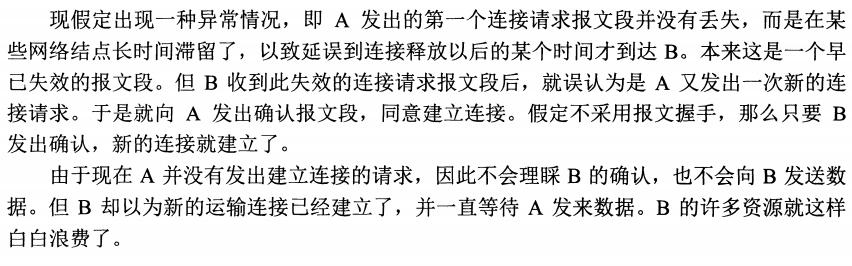 现假定出现一种异常情况，即 A 发出的第一个连接请求报文段并没有丢失，而是在某
些网络结点长时间滞留了，以致延误到连接释放以后的某个时间才到达 B。本来这是一个早
已失效的报文段。但 B 收到此失效的连接请求报文段后，就误认为是 A 又发出一次新的连
接请求。于是就向 A 发出确认报文段，同意建立连接。假定不采用报文握手，那么只要 B
发出确认，新的连接就建立了。
由于现在 A 并没有发出建立连接的请求，因此不会理睬 B 的确认，也不会向 B 发送数
据。但 B 却以为新的运输连接已经建立了，并一直等待 A 发来数据。B 的许多资源就这样
白白浪费了。